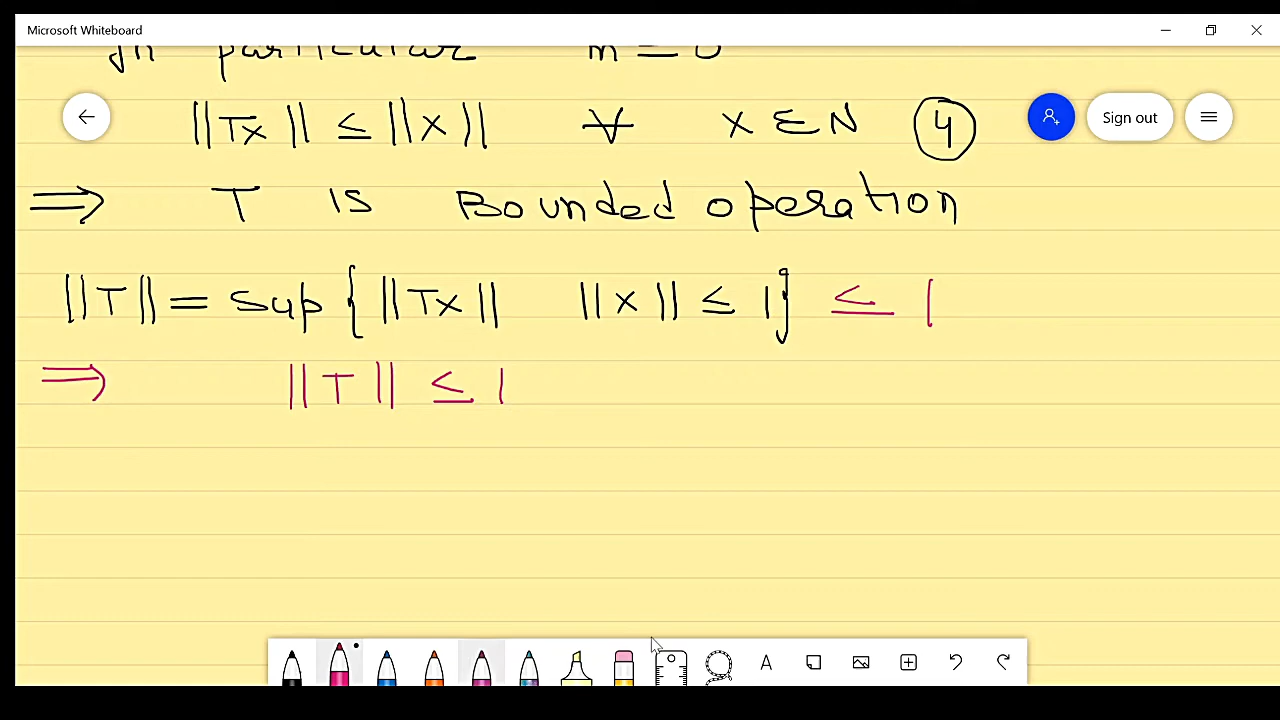 Microsoft Whiteboard
In particular m = 0
||Tx|| ≤ ||x|| ∀ x ∈ N (4)
Sign out
⟹ T is Bounded operation
||T|| = Sup { ||Tx|| ||x|| ≤ 1} ≤ 1
⟹ ||T|| ≤ 1
A